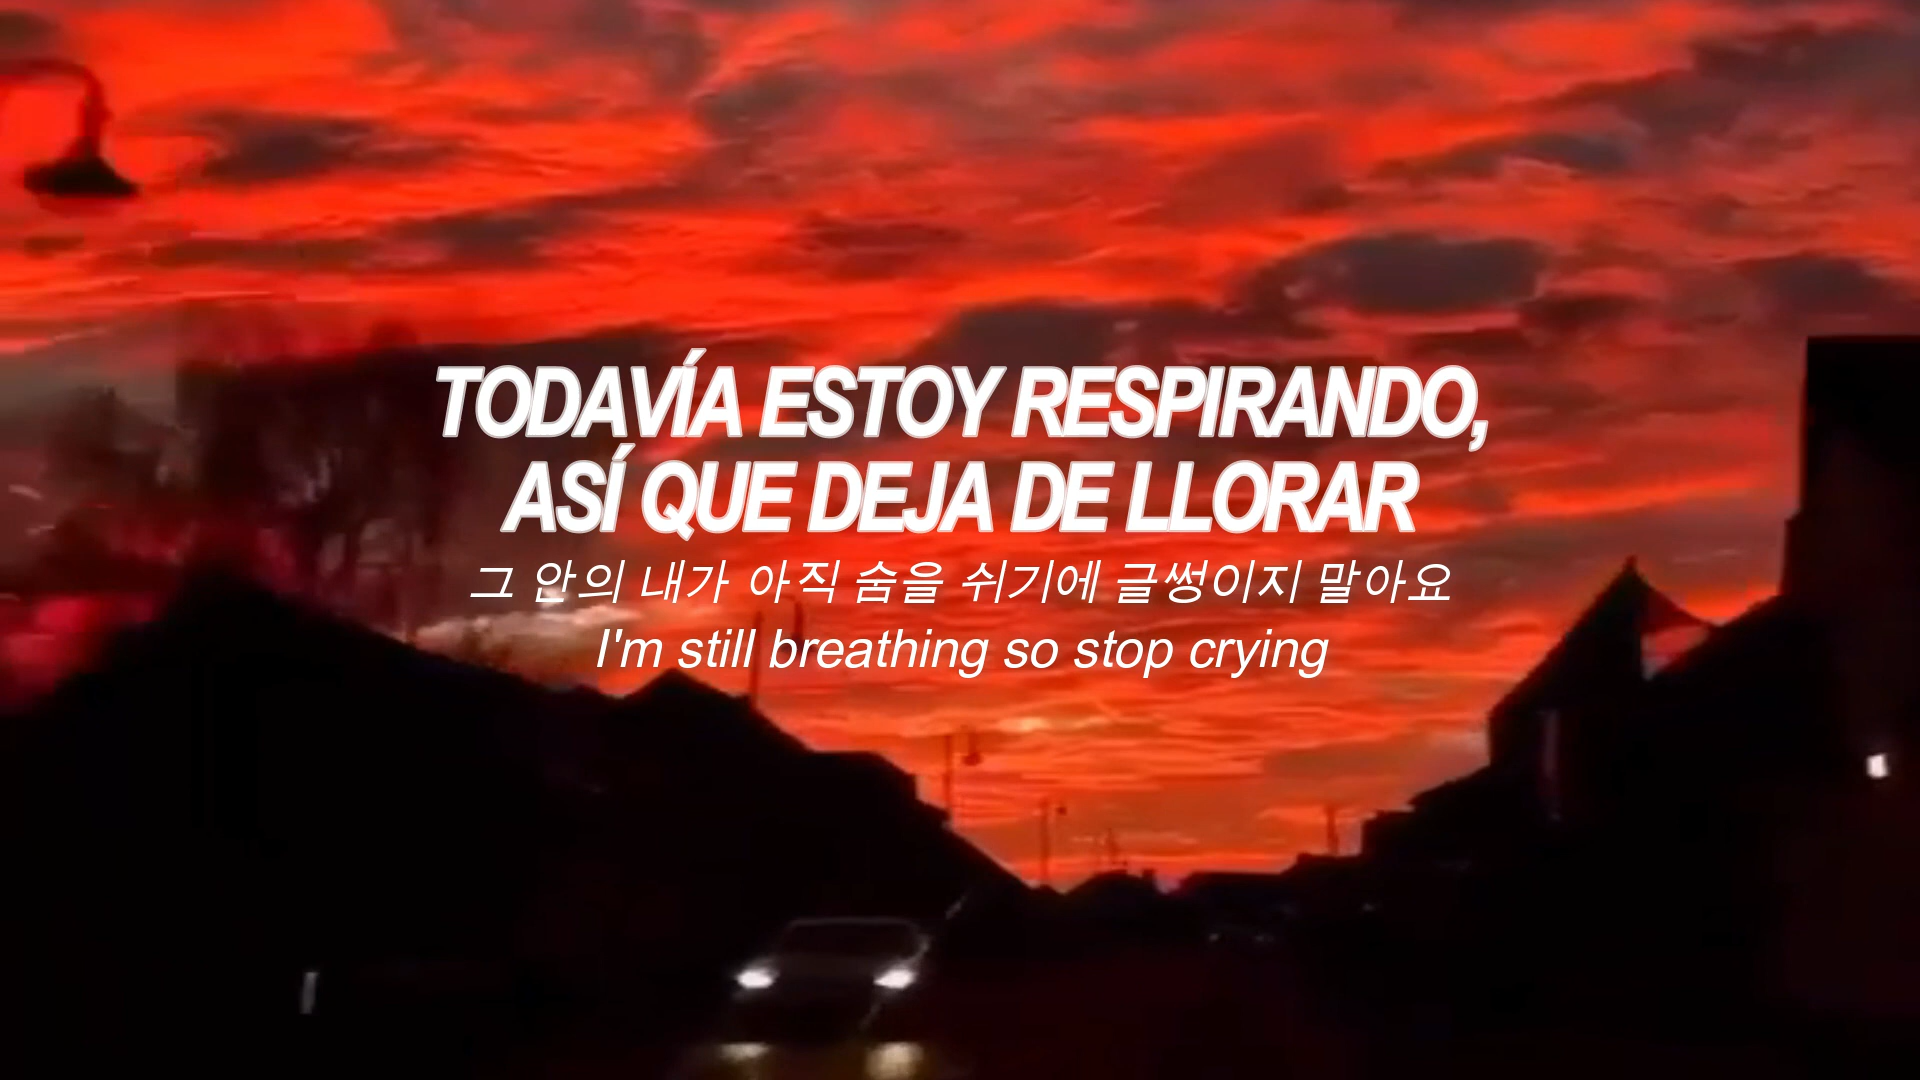 TODAVÍA ESTOY RESPIRANDO,
ASÍ QUE DEJA DE LLORAR
그 안의 내가 아직 숨을 쉬기에 글썽이지 말아요
I'm still breathing so stop crying